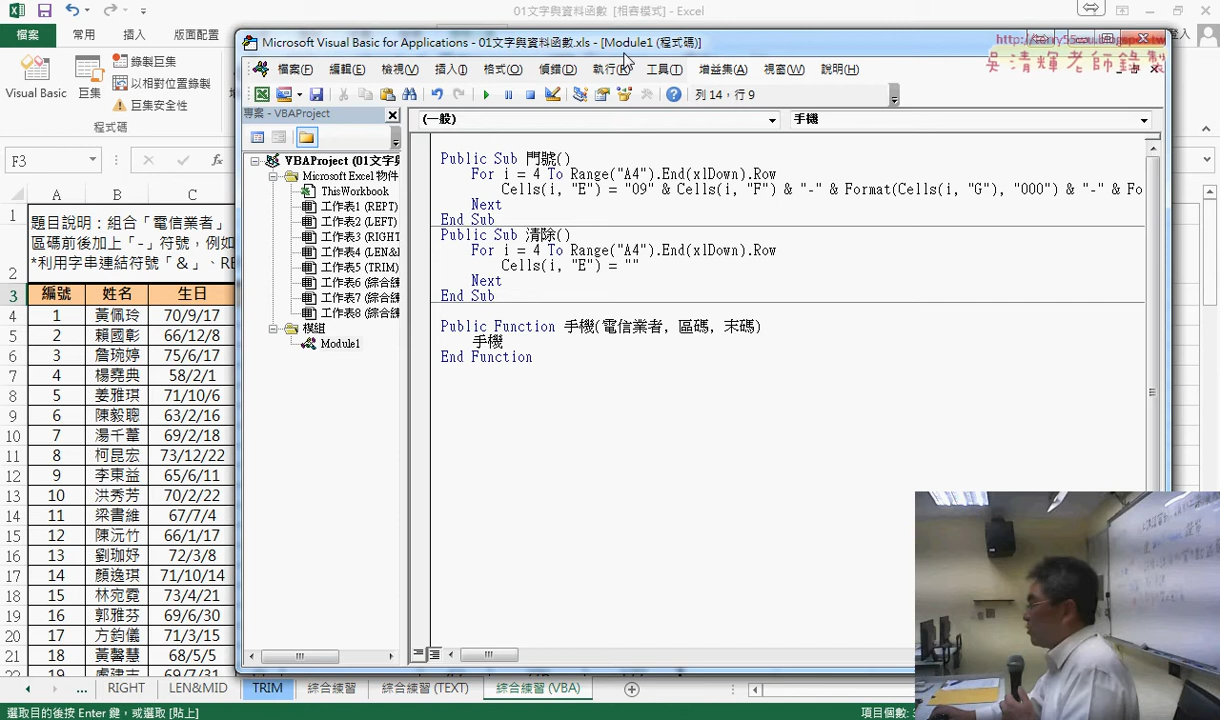 01文字與資料函數 [相容模式] - Excel
檔案 常用 插入 版面配置
Visual Basic 巨集 錄製巨集 以相對位置錄製 巨集安全性
程式碼
F3
Microsoft Visual Basic for Applications - 01文字與資料函數.xls - [Module1 (程式碼)]
吳清輝老師錄製
檔案(F) 編輯(E) 檢視(V) 插入(I) 格式(O) 偵錯(D) 執行(R) 工具(T) 增益集(A) 視窗(W) 說明(H)
列 14，行 9
專案 - VBAProject
(一般) 手機
VBAProject (01文字
Microsoft Excel 物件
ThisWorkbook
工作表1 (REPT)
工作表2 (LEFT)
工作表3 (RIGHT
工作表4 (LEN&
工作表5 (TRIM)
工作表6 (綜合練
工作表7 (綜合練
工作表8 (綜合練
模組
Module1
Public Sub 門號()
For i = 4 To Range("A4").End(xlDown).Row
Cells(i, "E") = "09" & Cells(i, "F") & "-" & Format(Cells(i, "G"), "000") & "-" & Fo
Next
End Sub
Public Sub 清除()
For i = 4 To Range("A4").End(xlDown).Row
Cells(i, "E") = ""
Next
End Sub
Public Function 手機(電信業者, 區碼, 末碼)
手機
End Function
A B C
1 題目說明：組合「電信業者」
區碼前後加上「-」符號，例如
2 *利用字串連結符號「&」、RE
3 編號 姓名 生日
4 1 黃佩玲 70/9/17
5 2 賴國彰 66/12/8
6 3 詹琬婷 75/6/17
7 4 楊堯典 58/2/1
8 5 姜雅琪 71/10/6
9 6 陳毅聰 63/2/16
10 7 湯千葦 69/2/18
11 8 柯昆宏 73/12/22
12 9 李東益 65/6/11
13 10 洪秀芳 70/2/22
14 11 梁書維 67/7/4
15 12 陳沅竹 66/1/17
16 13 劉珈妤 72/3/8
17 14 顏逸琪 71/10/14
18 15 林宛霓 73/4/21
19 16 郭雅芬 69/6/30
20 17 方鈞儀 71/3/15
21 18 黃馨慧 68/5/5
22 19 69/7/31
... RIGHT LEN&MID TRIM 綜合練習 綜合練習 (TEXT) 綜合練習 (VBA)
選取目的後按 Enter 鍵，或選取 [貼上]
項目個數: 3